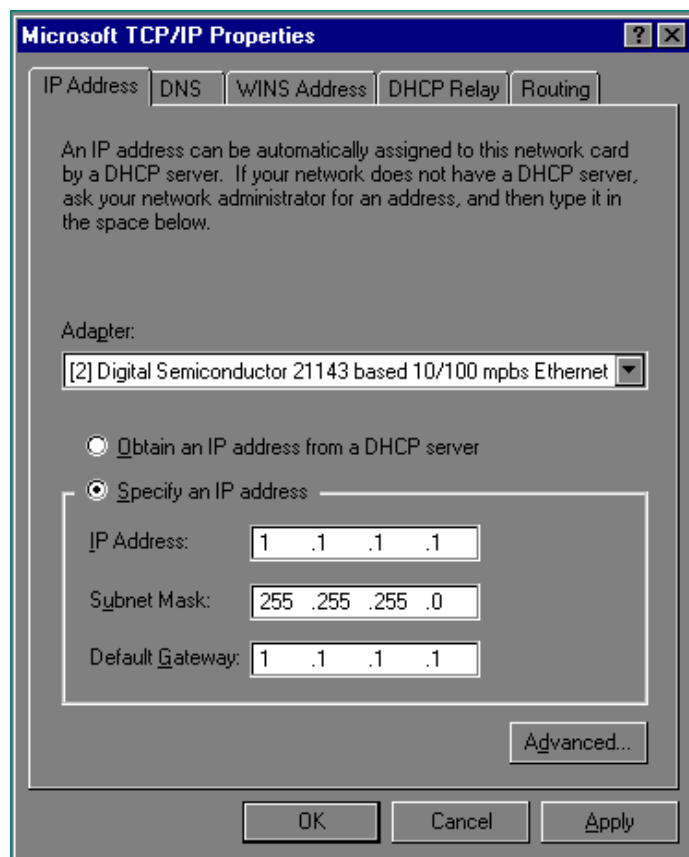 Microsoft TCP/IP Properties
IP Address DNS WINS Address DHCP Relay Routing
An IP address can be automatically assigned to this network card
by a DHCP server. If your network does not have a DHCP server,
ask your network administrator for an address, and then type it in
the space below.
Adapter:
[2] Digital Semiconductor 21143 based 10/100 mpbs Ethernet
Obtain an IP address from a DHCP server
Specify an IP address
IP Address: 1 .1 .1 .1
Subnet Mask: 255 .255 .255 .0
Default Gateway: 1 .1 .1 .1
Advanced...
OK Cancel Apply